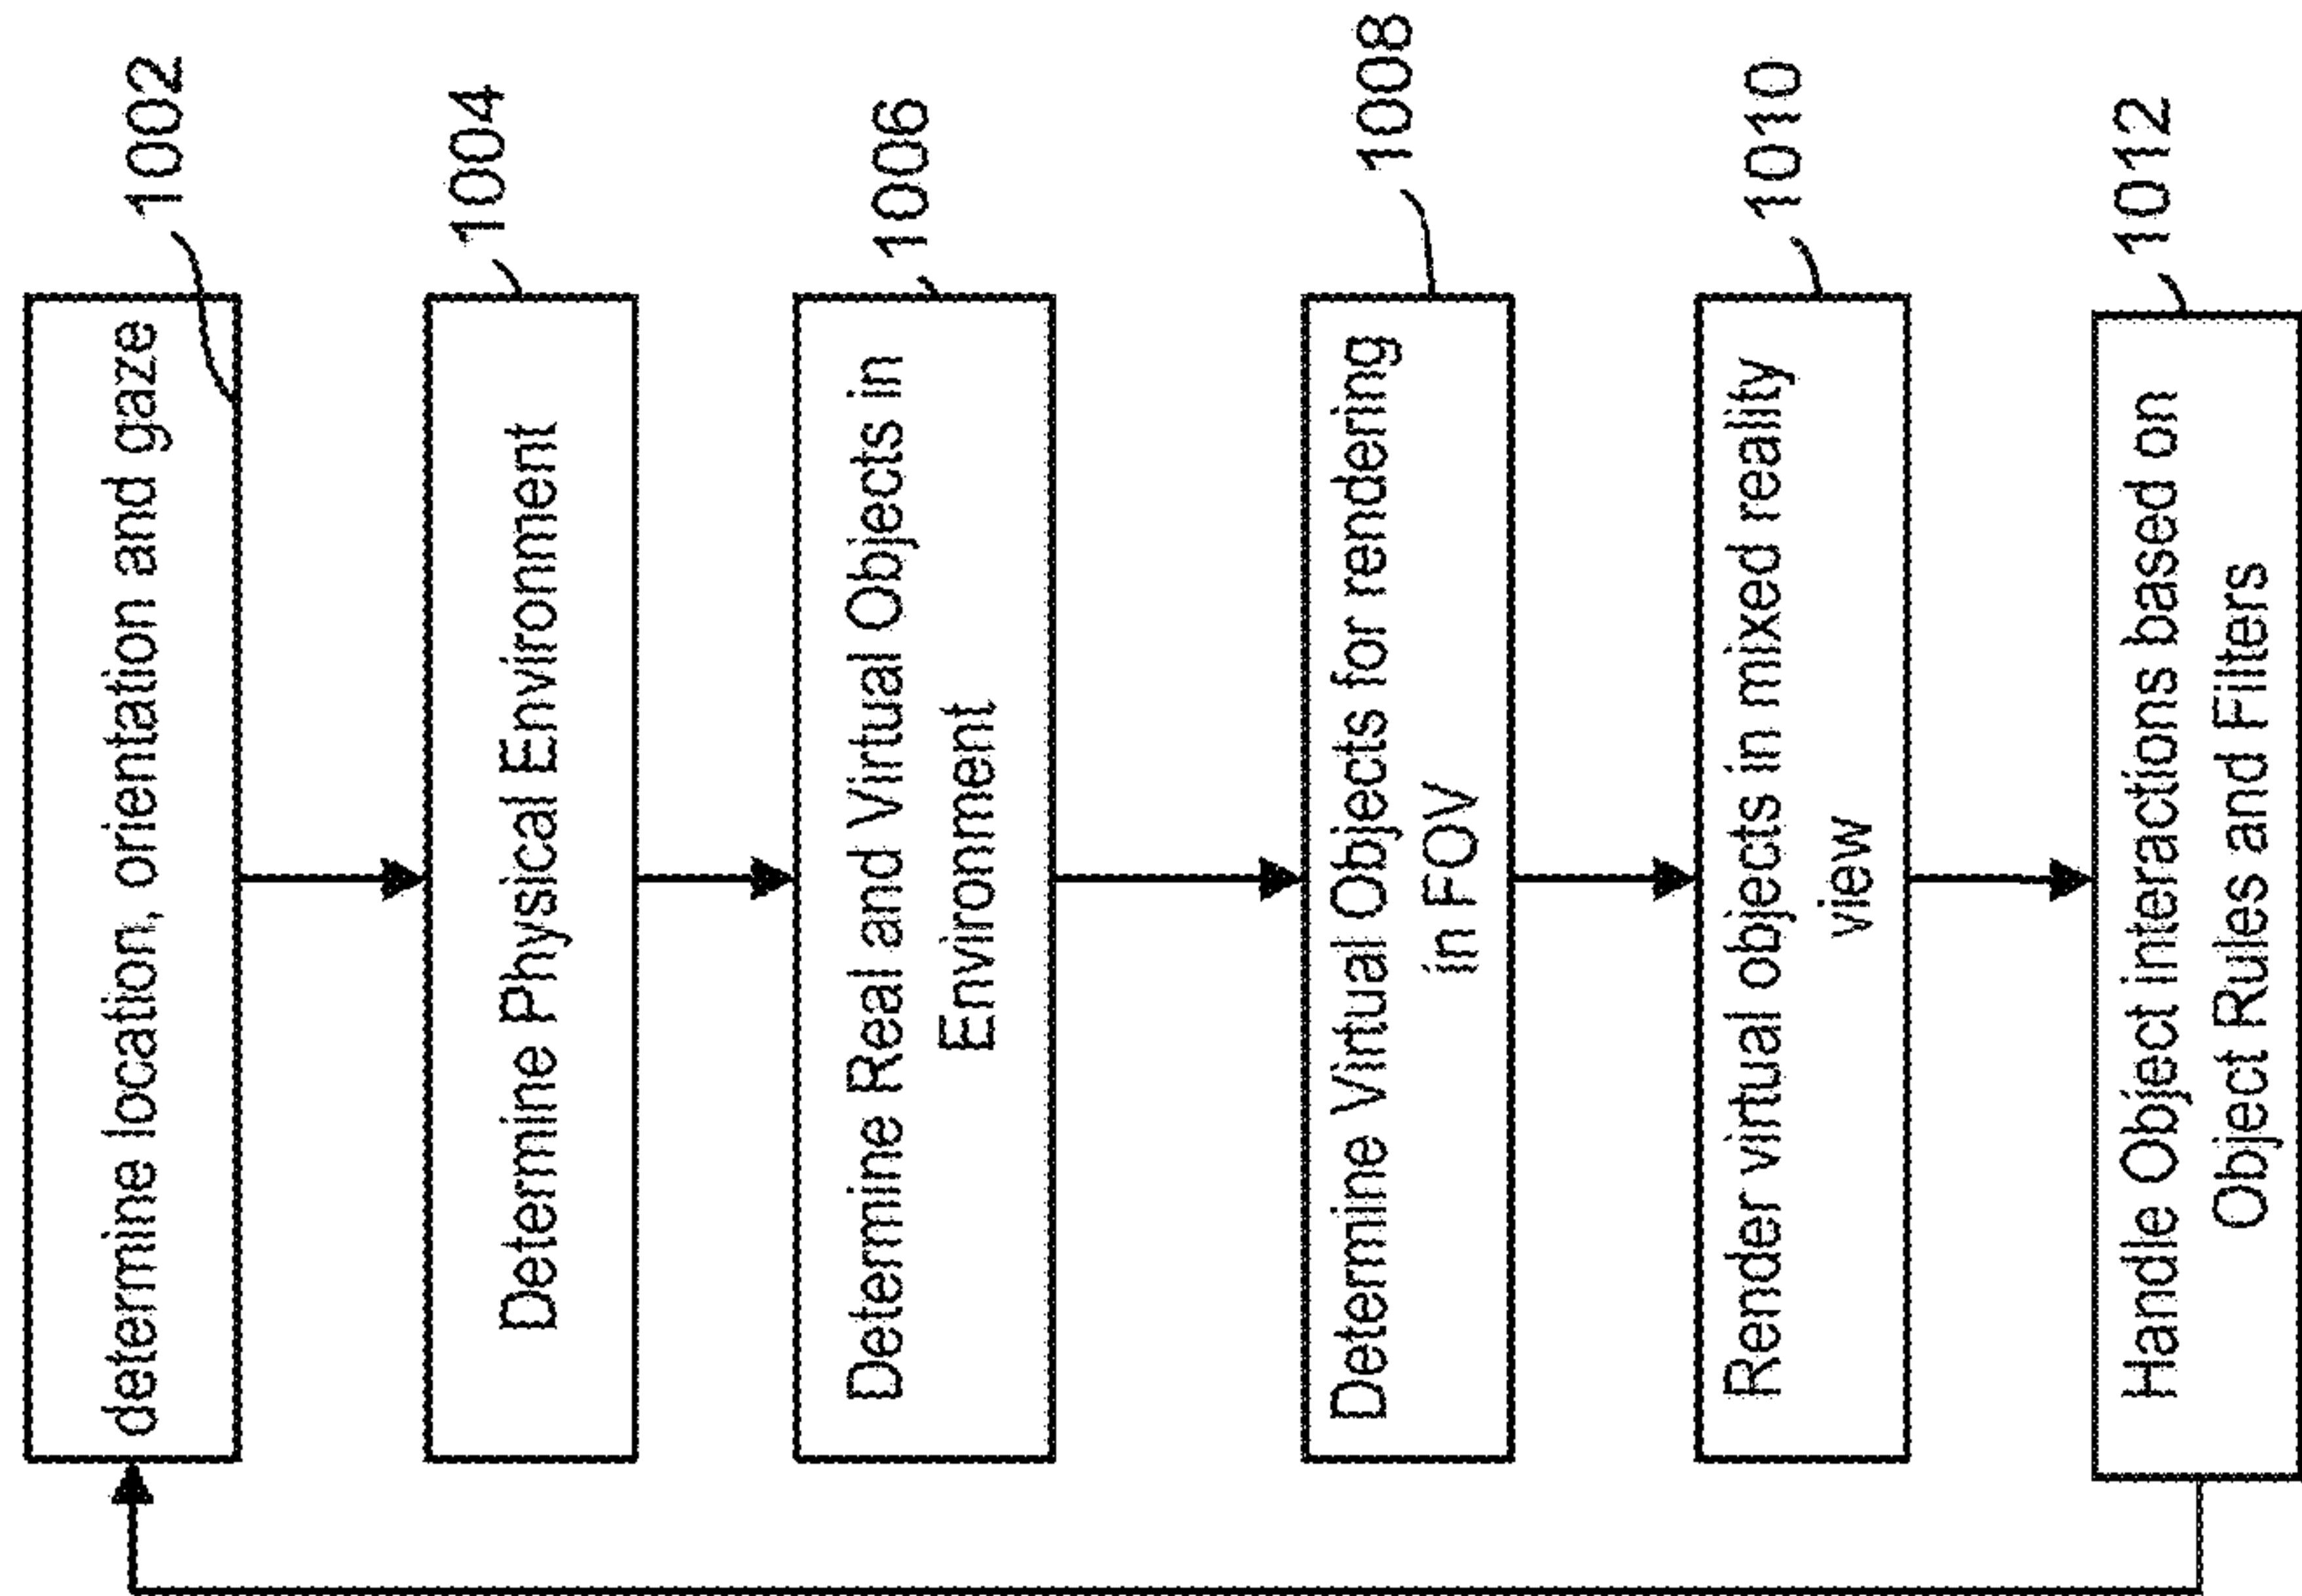 determine location, orientation and gaze
1002
Determine Physical Environment
1004
Determine Real and Virtual Objects in
Environment
1006
Determine Virtual Objects for rendering
in FOV
1008
Render virtual objects in mixed reality
view
1010
Handle Object interactions based on
Object Rules and Filters
1012